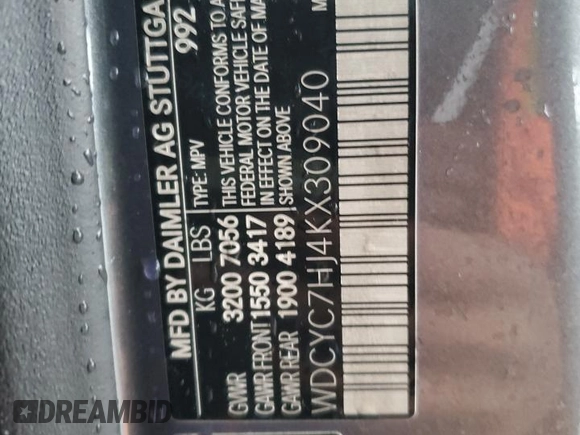 MFD BY DAIMLER AG STUTTGA
992
KG LBS TYPE: MPV
GVWR 3200 7056 THIS VEHICLE CONFORMS TO A
GAWR FRONT 1550 3417 FEDERAL MOTOR VEHICLE SAF
GAWR REAR 1900 4189 IN EFFECT ON THE DATE OF MA
SHOWN ABOVE
WDCYC7HJ4KX309040
DREAMBID